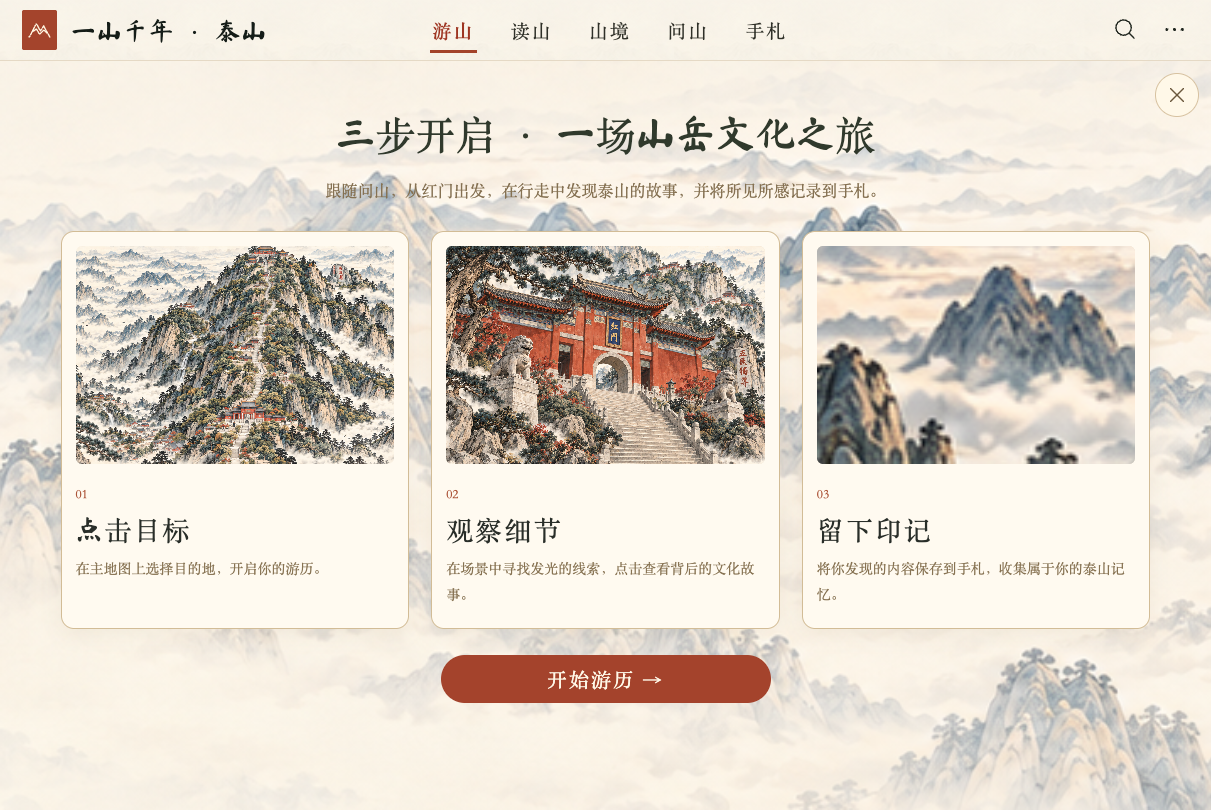 一山千年 · 泰山
游山 读山 山境 问山 手札
三步开启 · 一场山岳文化之旅
跟随问山，从红门出发，在行走中发现泰山的故事，并将所见所感记录到手札。
红门
01
点击目标
在主地图上选择目的地，开启你的游历。
02
观察细节
在场景中寻找发光的线索，点击查看背后的文化故
事。
03
留下印记
将你发现的内容保存到手札，收集属于你的泰山记
忆。
开始游历 →